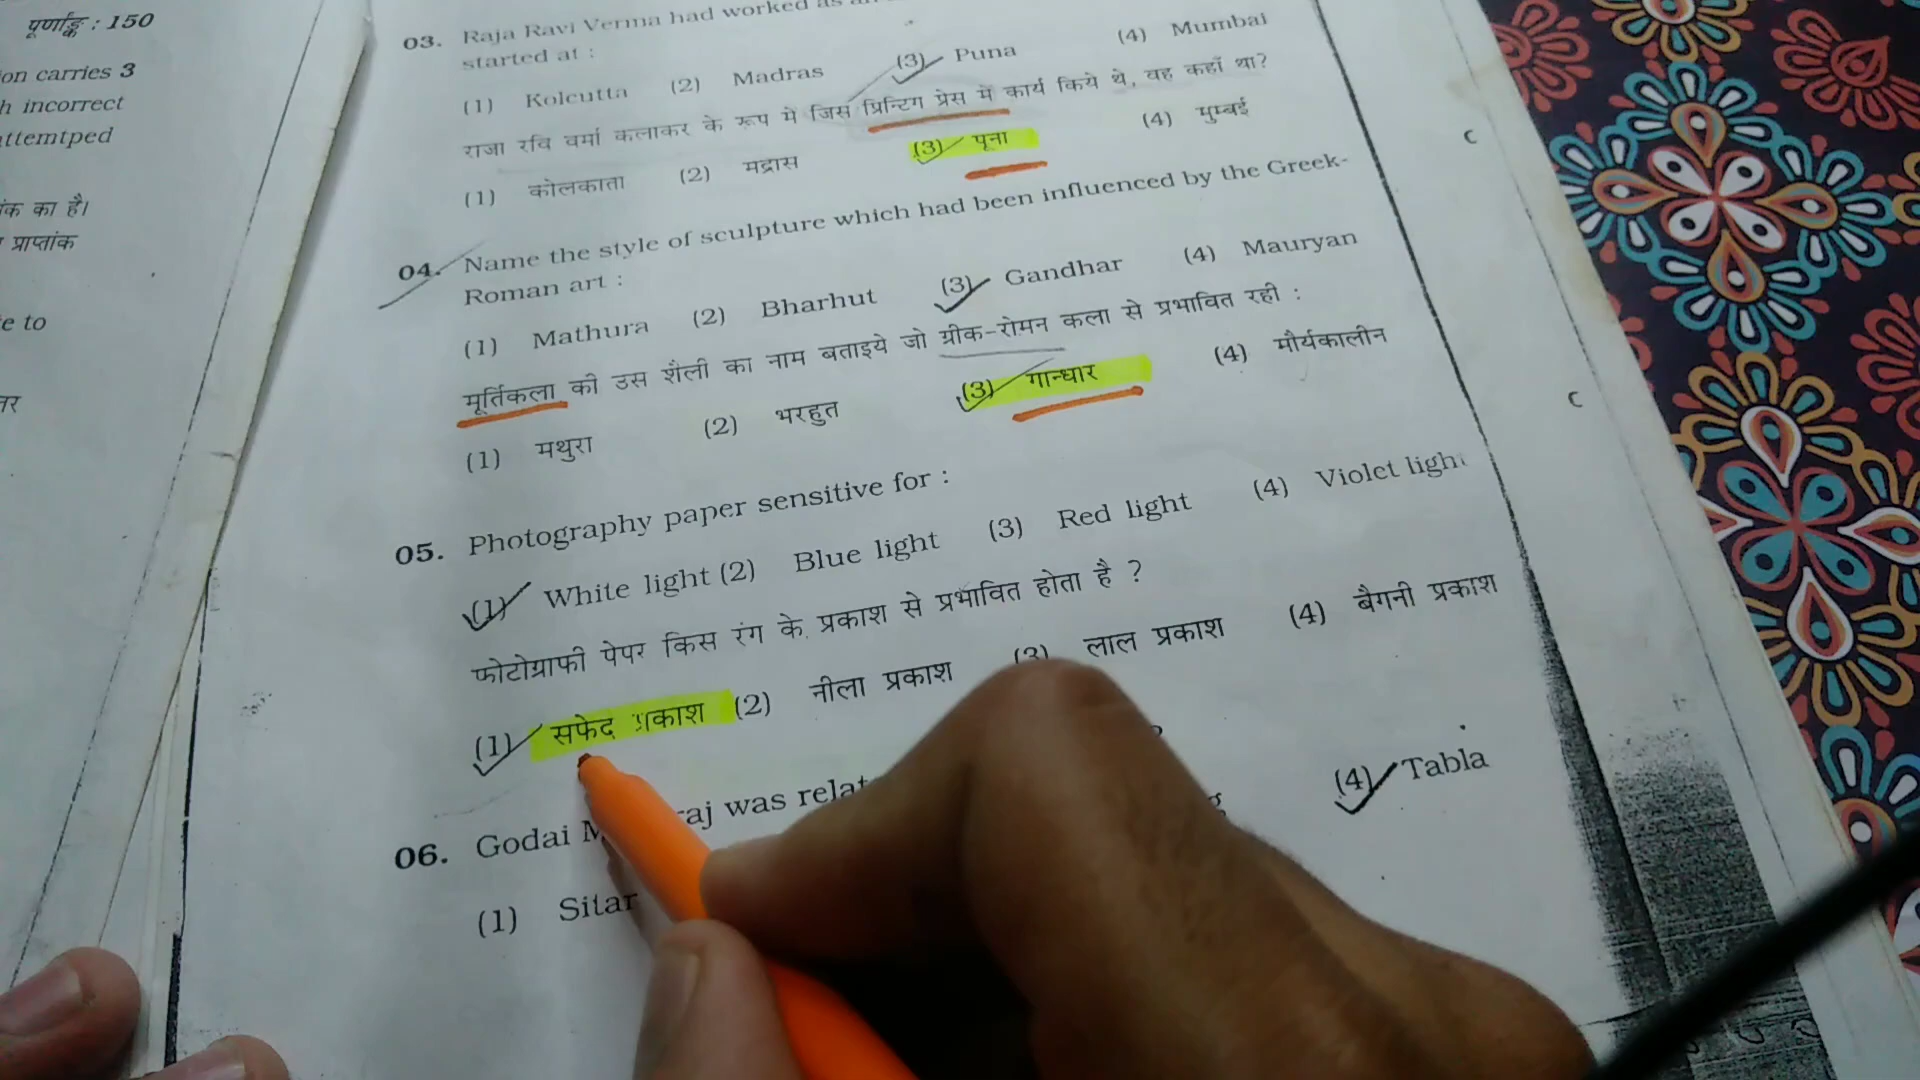 पूर्णाङ्क : 150
on carries 3
h incorrect
ttemtped
क का है।
प्राप्तांक
e to
03. Raja Ravi Verma had worked as
started at :
(1) Kolcutta (2) Madras (3) Puna (4) Mumbai
राजा रवि वर्मा कलाकर के रूप मे जिस प्रिन्टिग प्रेस में कार्य किये थे, वह कहाँ था?
(1) कोलकाता (2) मद्रास (3) पूना (4) मुम्बई
04. Name the style of sculpture which had been influenced by the Greek-
Roman art :
(1) Mathura (2) Bharhut (3) Gandhar (4) Mauryan
मूर्तिकला की उस शैली का नाम बताइये जो ग्रीक-रोमन कला से प्रभावित रही :
(1) मथुरा (2) भरहुत (3) गान्धार (4) मौर्यकालीन
05. Photography paper sensitive for :
(1) White light (2) Blue light (3) Red light (4) Violet light
फोटोग्राफी पेपर किस रंग के प्रकाश से प्रभावित होता है ?
(1) सफेद प्रकाश (2) नीला प्रकाश (3) लाल प्रकाश (4) बैगनी प्रकाश
06. Godai M raj was relat
(1) Sitar (4) Tabla